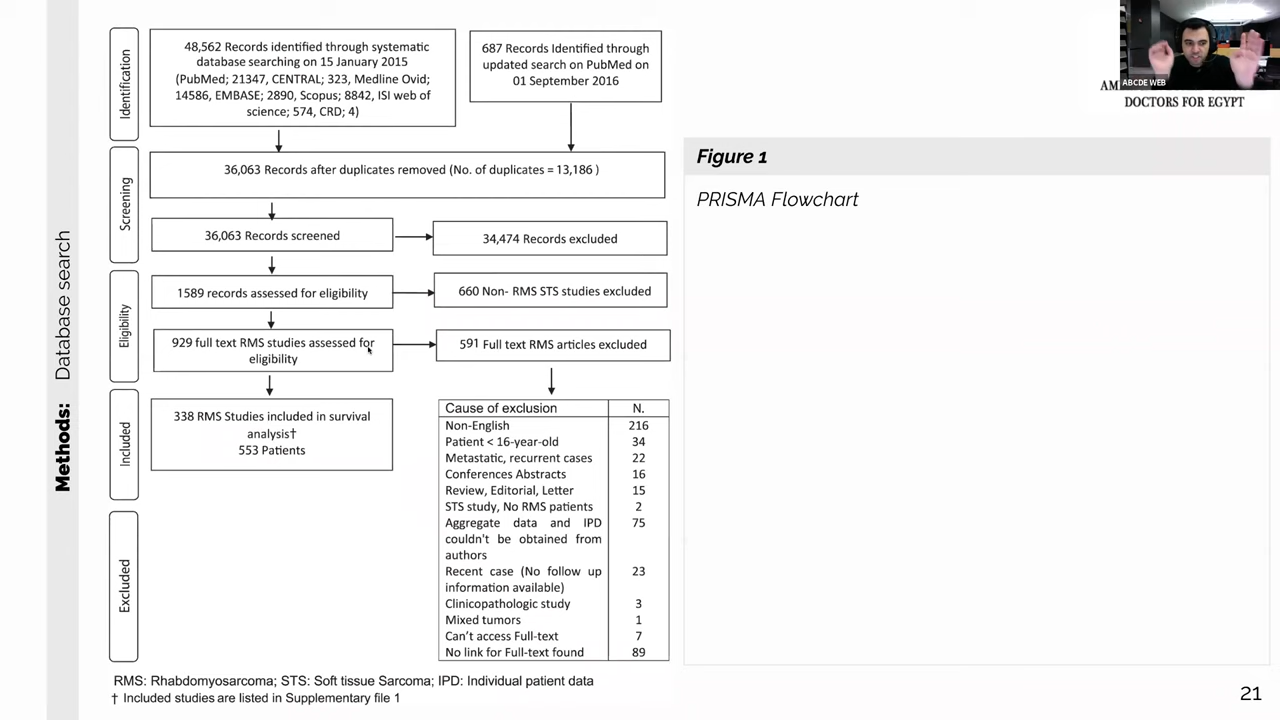 Methods: Database search
Identification
48,562 Records identified through systematic
database searching on 15 January 2015
(PubMed; 21347, CENTRAL; 323, Medline Ovid;
14586, EMBASE; 2890, Scopus; 8842, ISI web of
science; 574, CRD; 4)
687 Records Identified through
updated search on PubMed on
01 September 2016
Screening
36,063 Records after duplicates removed (No. of duplicates = 13,186 )
36,063 Records screened
34,474 Records excluded
Eligibility
1589 records assessed for eligibility
660 Non- RMS STS studies excluded
929 full text RMS studies assessed for
eligibility
591 Full text RMS articles excluded
Included
338 RMS Studies included in survival
analysis†
553 Patients
Excluded
Cause of exclusion N.
Non-English 216
Patient < 16-year-old 34
Metastatic, recurrent cases 22
Conferences Abstracts 16
Review, Editorial, Letter 15
STS study, No RMS patients 2
Aggregate data and IPD 75
couldn't be obtained from
authors
Recent case (No follow up 23
information available)
Clinicopathologic study 3
Mixed tumors 1
Can't access Full-text 7
No link for Full-text found 89
RMS: Rhabdomyosarcoma; STS: Soft tissue Sarcoma; IPD: Individual patient data
† Included studies are listed in Supplementary file 1
ABCDE WEB
DOCTORS FOR EGYPT
Figure 1
PRISMA Flowchart
21